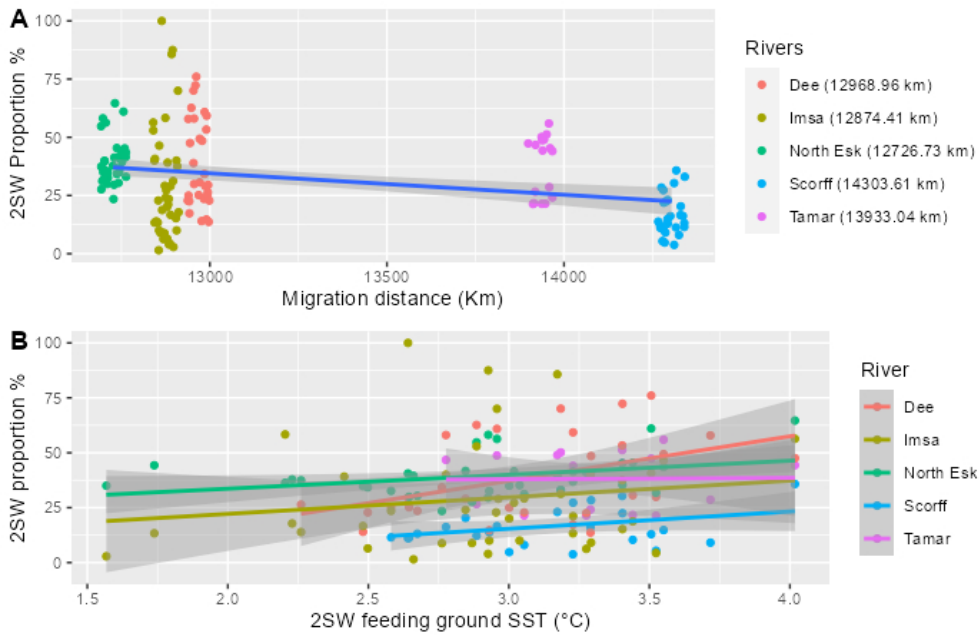 A
100
75
50
25
0
2SW Proportion %
13000
13500
14000
Migration distance (Km)
Rivers
Dee (12968.96 km)
Imsa (12874.41 km)
North Esk (12726.73 km)
Scorff (14303.61 km)
Tamar (13933.04 km)
B
100
75
50
25
0
2SW proportion %
1.5
2.0
2.5
3.0
3.5
4.0
2SW feeding ground SST (°C)
River
Dee
Imsa
North Esk
Scorff
Tamar